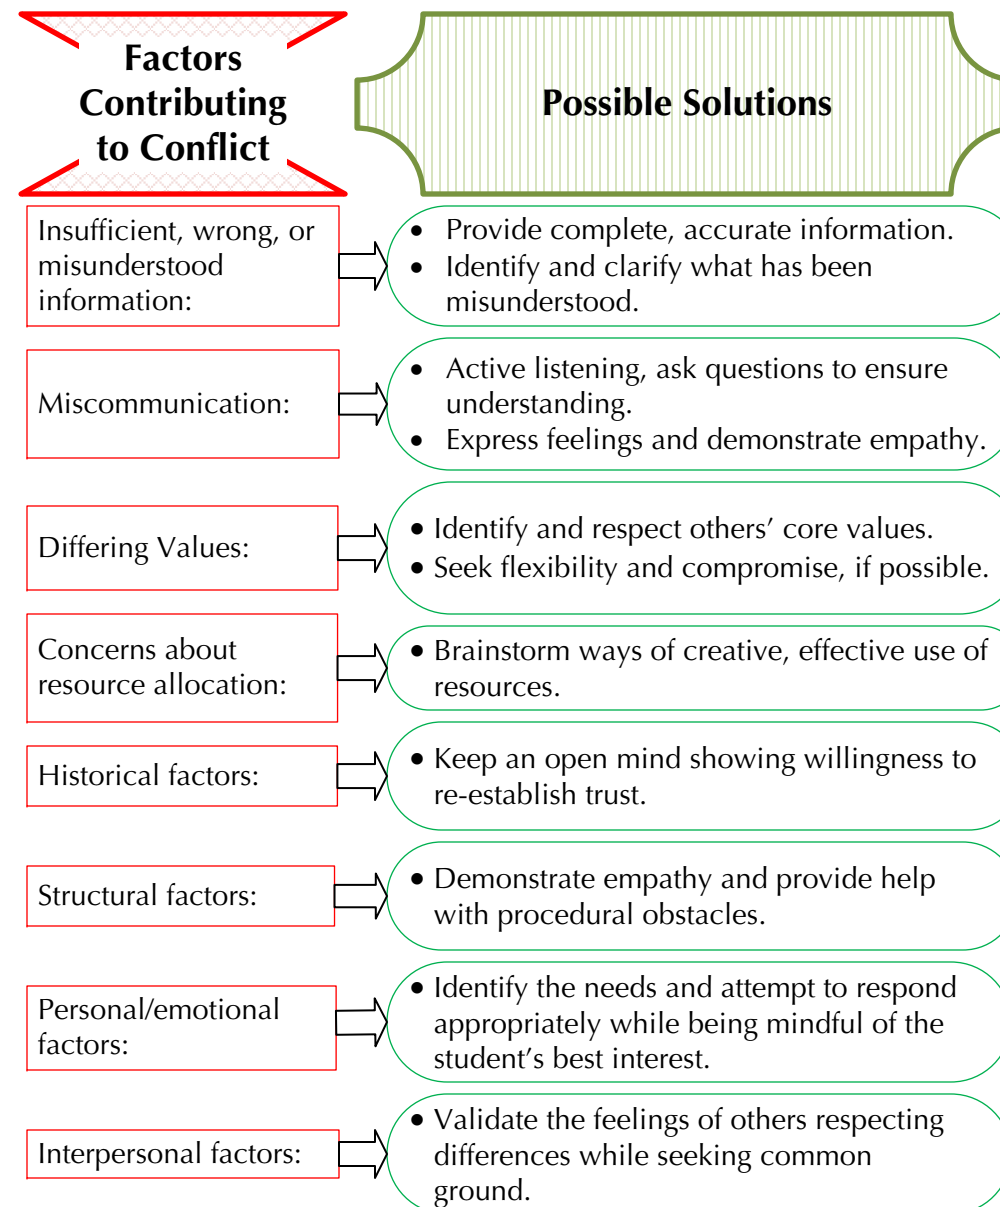 Factors
Contributing
to Conflict
Possible Solutions
Insufficient, wrong, or
misunderstood
information:
• Provide complete, accurate information.
• Identify and clarify what has been
misunderstood.
Miscommunication:
• Active listening, ask questions to ensure
understanding.
• Express feelings and demonstrate empathy.
Differing Values:
• Identify and respect others’ core values.
• Seek flexibility and compromise, if possible.
Concerns about
resource allocation:
• Brainstorm ways of creative, effective use of
resources.
Historical factors:
• Keep an open mind showing willingness to
re-establish trust.
Structural factors:
• Demonstrate empathy and provide help
with procedural obstacles.
Personal/emotional
factors:
• Identify the needs and attempt to respond
appropriately while being mindful of the
student’s best interest.
Interpersonal factors:
• Validate the feelings of others respecting
differences while seeking common
ground.